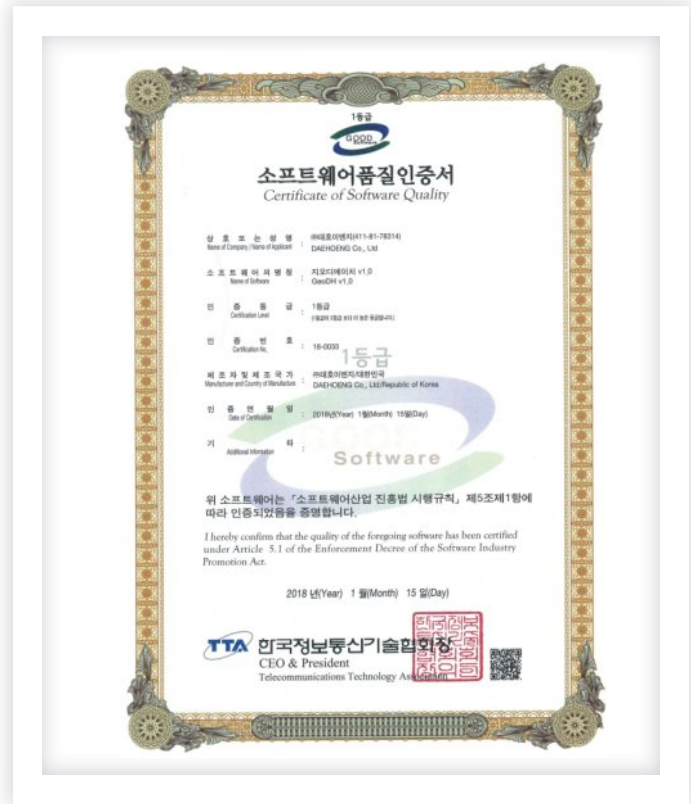 1등급
GOOD
Software
소프트웨어품질인증서
Certificate of Software Quality
상 호 또 는 성 명 : ㈜대호이엔지(411-81-76314)
Name of Company / Name of Applicant DAEHOENG Co., Ltd
소 프 트 웨 어 의 명 칭 : 지오디에이치 v1.0
Name of Software GeoDH v1.0
인 증 등 급 : 1등급
Certification Level
인 증 번 호 : 18-0033
Certification No.
1등급
제 조 자 및 제 조 국 가 : ㈜대호이엔지/대한민국
Manufacturer and Country of Manufacture DAEHOENG Co., Ltd/Republic of Korea
인 증 연 월 일 : 2018년(Year) 1월(Month) 15일(Day)
Date of Certification
기 타 :
Additional Information
GOOD
Software
위 소프트웨어는 「소프트웨어산업 진흥법 시행규칙」 제5조제1항에
따라 인증되었음을 증명합니다.
I hereby confirm that the quality of the foregoing software has been certified
under Article 5.1 of the Enforcement Decree of the Software Industry
Promotion Act.
2018 년(Year) 1 월(Month) 15 일(Day)
TTA 한국정보통신기술협회장
CEO & President
Telecommunications Technology Association